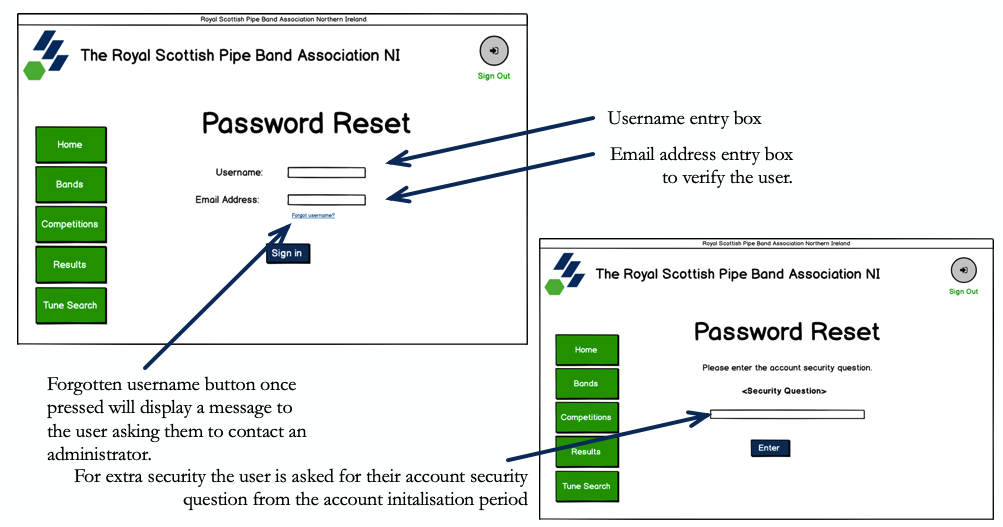 Royal Scottish Pipe Band Association Northern Ireland
The Royal Scottish Pipe Band Association NI
Sign Out
Password Reset
Home
Bands
Competitions
Results
Tune Search
Username:
Email Address:
Forgot username?
Sign in
Username entry box
Email address entry box
to verify the user.
Forgotten username button once
pressed will display a message to
the user asking them to contact an
administrator.
For extra security the user is asked for their account security
question from the account initalisation period
Royal Scottish Pipe Band Association Northern Ireland
The Royal Scottish Pipe Band Association NI
Sign Out
Password Reset
Home
Bands
Competitions
Results
Tune Search
Please enter the account security question.
<Security Question>
Enter